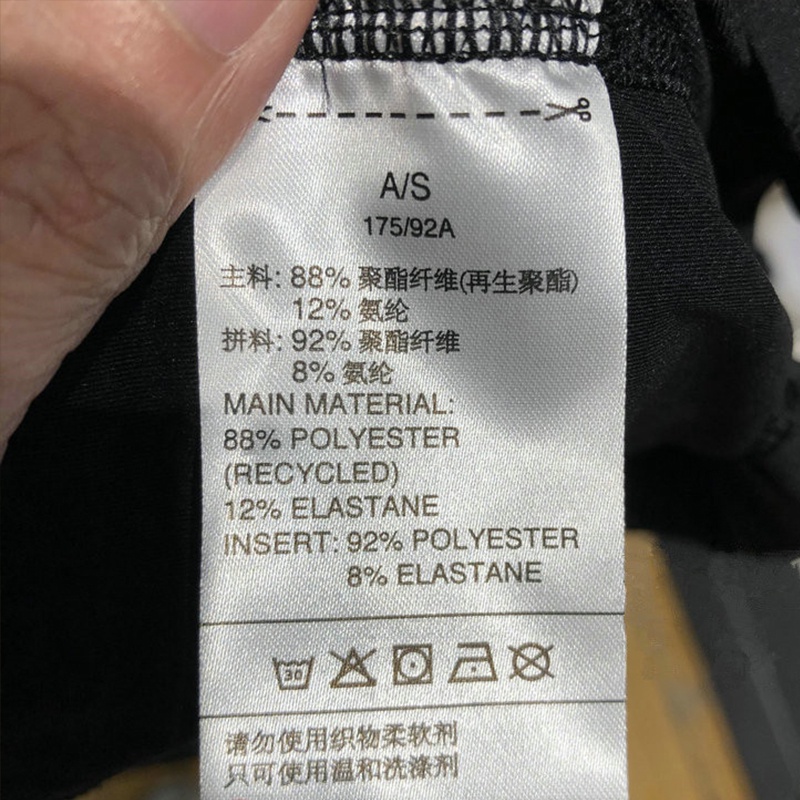 A/S
175/92A
主料: 88% 聚酯纤维(再生聚酯)
12% 氨纶
拼料: 92% 聚酯纤维
8% 氨纶
MAIN MATERIAL:
88% POLYESTER
(RECYCLED)
12% ELASTANE
INSERT: 92% POLYESTER
8% ELASTANE
30
请勿使用织物柔软剂
只可使用温和洗涤剂